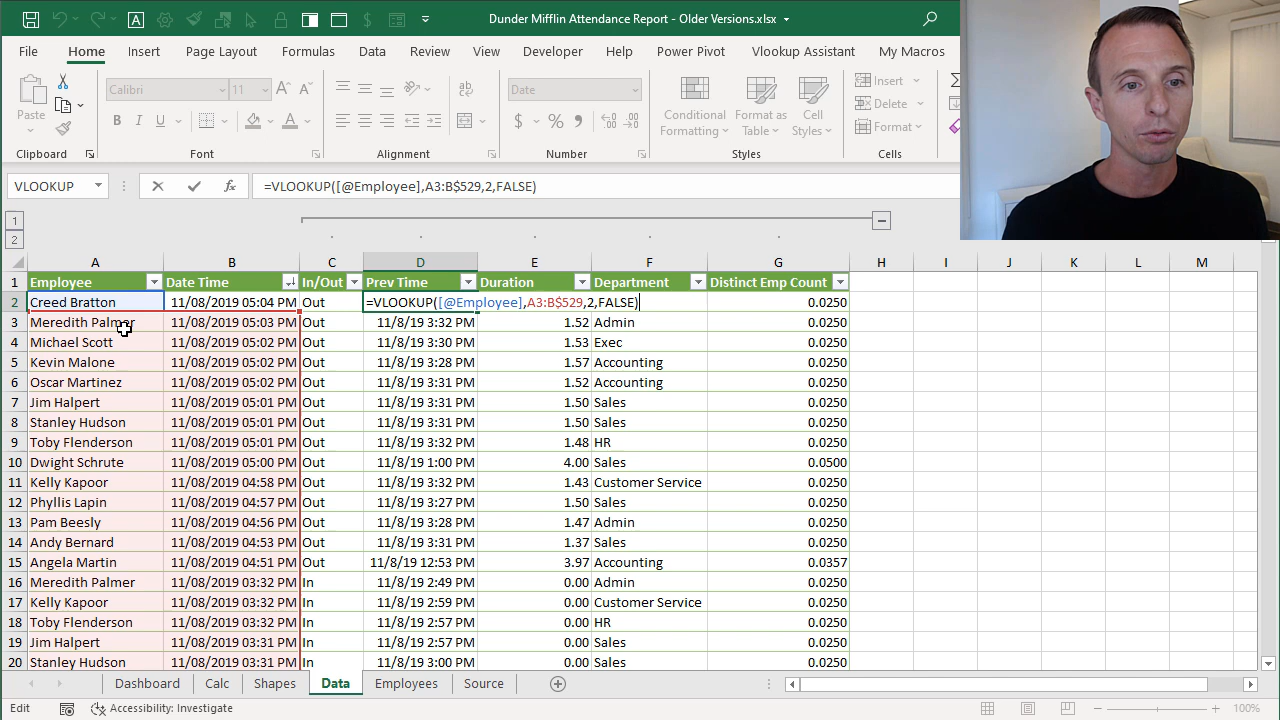 Dunder Mifflin Attendance Report - Older Versions.xlsx
File Home Insert Page Layout Formulas Data Review View Developer Help Power Pivot Vlookup Assistant My Macros
Calibri 11 Date
Paste
B I U
Conditional Formatting
Format as Table
Cell Styles
Insert
Delete
Format
Clipboard Font Alignment Number Styles Cells
VLOOKUP fx =VLOOKUP([@Employee],A3:B$529,2,FALSE)
1
2
A B C D E F G H I J K L M
1 Employee Date Time In/Out Prev Time Duration Department Distinct Emp Count
2 Creed Bratton 11/08/2019 05:04 PM Out =VLOOKUP([@Employee],A3:B$529,2,FALSE) 0.0250
3 Meredith Palmer 11/08/2019 05:03 PM Out 11/8/19 3:32 PM 1.52 Admin 0.0250
4 Michael Scott 11/08/2019 05:02 PM Out 11/8/19 3:30 PM 1.53 Exec 0.0250
5 Kevin Malone 11/08/2019 05:02 PM Out 11/8/19 3:28 PM 1.57 Accounting 0.0250
6 Oscar Martinez 11/08/2019 05:02 PM Out 11/8/19 3:31 PM 1.52 Accounting 0.0250
7 Jim Halpert 11/08/2019 05:01 PM Out 11/8/19 3:31 PM 1.50 Sales 0.0250
8 Stanley Hudson 11/08/2019 05:01 PM Out 11/8/19 3:31 PM 1.50 Sales 0.0250
9 Toby Flenderson 11/08/2019 05:01 PM Out 11/8/19 3:32 PM 1.48 HR 0.0250
10 Dwight Schrute 11/08/2019 05:00 PM Out 11/8/19 1:00 PM 4.00 Sales 0.0500
11 Kelly Kapoor 11/08/2019 04:58 PM Out 11/8/19 3:32 PM 1.43 Customer Service 0.0250
12 Phyllis Lapin 11/08/2019 04:57 PM Out 11/8/19 3:27 PM 1.50 Sales 0.0250
13 Pam Beesly 11/08/2019 04:56 PM Out 11/8/19 3:28 PM 1.47 Admin 0.0250
14 Andy Bernard 11/08/2019 04:53 PM Out 11/8/19 3:31 PM 1.37 Sales 0.0250
15 Angela Martin 11/08/2019 04:51 PM Out 11/8/19 12:53 PM 3.97 Accounting 0.0357
16 Meredith Palmer 11/08/2019 03:32 PM In 11/8/19 2:49 PM 0.00 Admin 0.0250
17 Kelly Kapoor 11/08/2019 03:32 PM In 11/8/19 2:59 PM 0.00 Customer Service 0.0250
18 Toby Flenderson 11/08/2019 03:32 PM In 11/8/19 2:57 PM 0.00 HR 0.0250
19 Jim Halpert 11/08/2019 03:31 PM In 11/8/19 2:57 PM 0.00 Sales 0.0250
20 Stanley Hudson 11/08/2019 03:31 PM In 11/8/19 3:00 PM 0.00 Sales 0.0250
Dashboard Calc Shapes Data Employees Source
Edit Accessibility: Investigate 100%